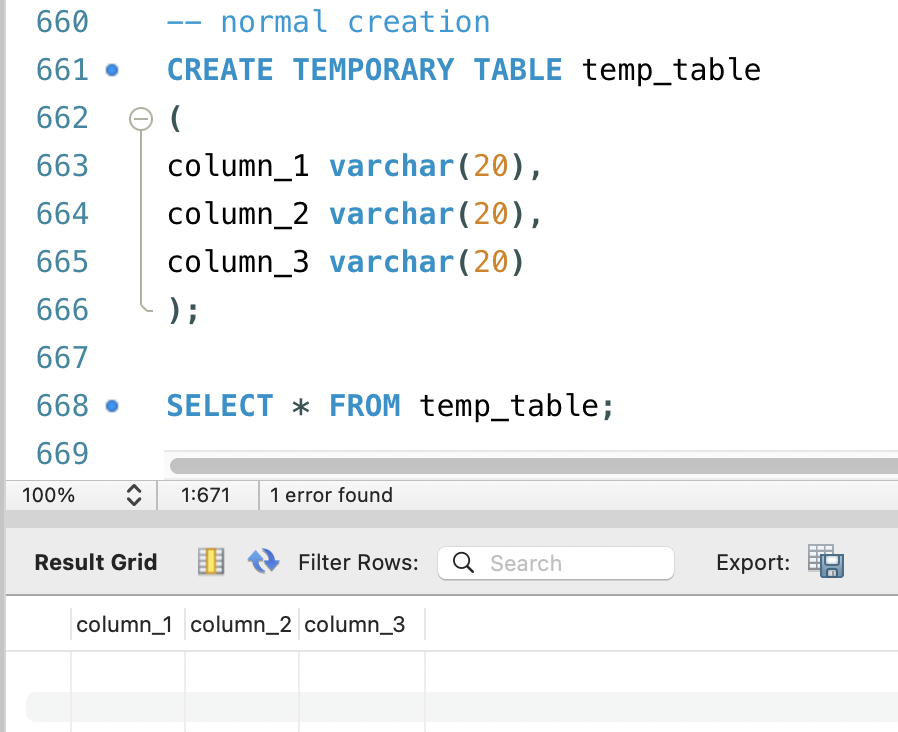 660 -- normal creation
661 CREATE TEMPORARY TABLE temp_table
662 (
663 column_1 varchar(20),
664 column_2 varchar(20),
665 column_3 varchar(20)
666 );
667
668 SELECT * FROM temp_table;
669
100% 1:671 1 error found
Result Grid Filter Rows: Search Export:
column_1 column_2 column_3